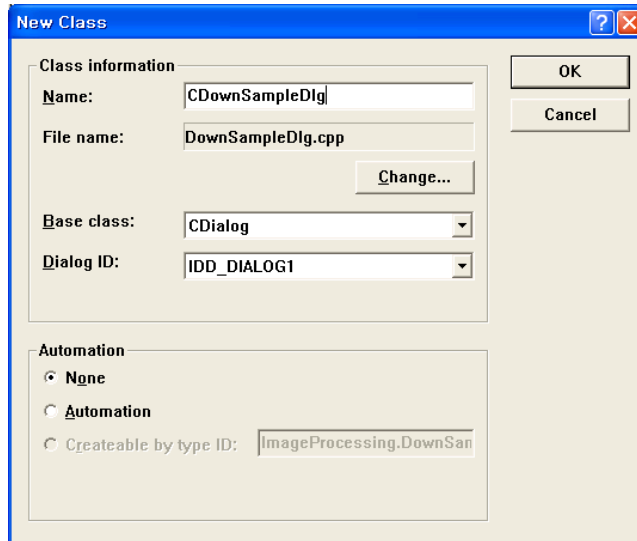 New Class
Class information
Name: CDownSampleDlg
File name: DownSampleDlg.cpp
Change...
Base class: CDialog
Dialog ID: IDD_DIALOG1
OK
Cancel
Automation
None
Automation
Createable by type ID: ImageProcessing.DownSan